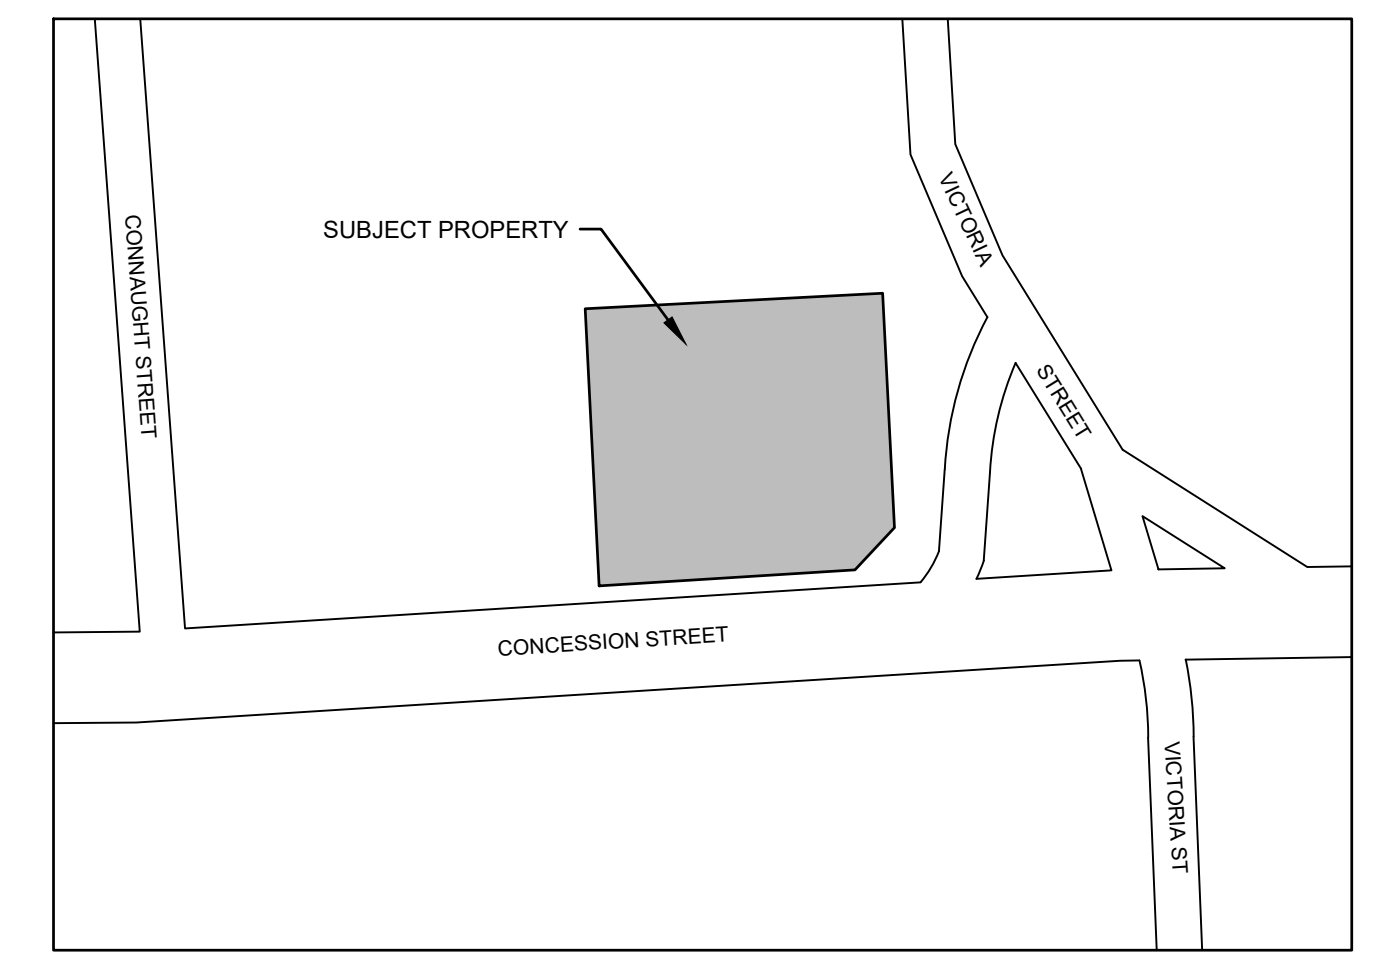 VICTORIA
SUBJECT PROPERTY
CONNAUGHT STREET
STREET
CONCESSION STREET
VICTORIA ST